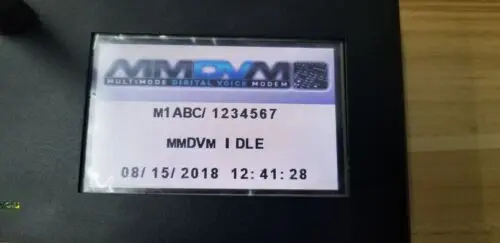 MMDVM
MULTIMODE DIGITAL VOICE MODEM
M1ABC/1234567
MMDVM IDLE
08/15/2018 12:41:28